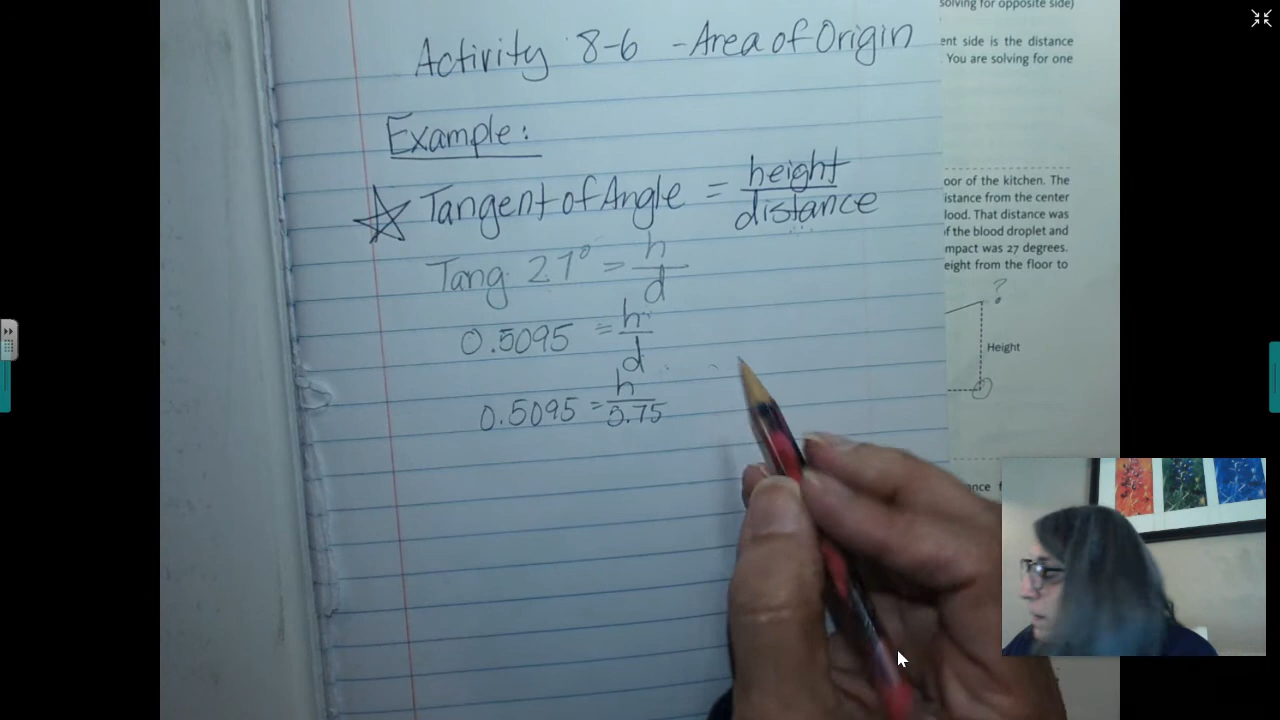 Activity 8-6 - Area of Origin
Example:
Tangent of Angle = height
distance
Tang. 27° = h
d
0.5095 = h
d
0.5095 = h
solving for opposite side)
ent side is the distance
You are solving for one
oor of the kitchen. The
istance from the center
lood. That distance was
f the blood droplet and
mpact was 27 degrees.
eight from the floor to
?
Height